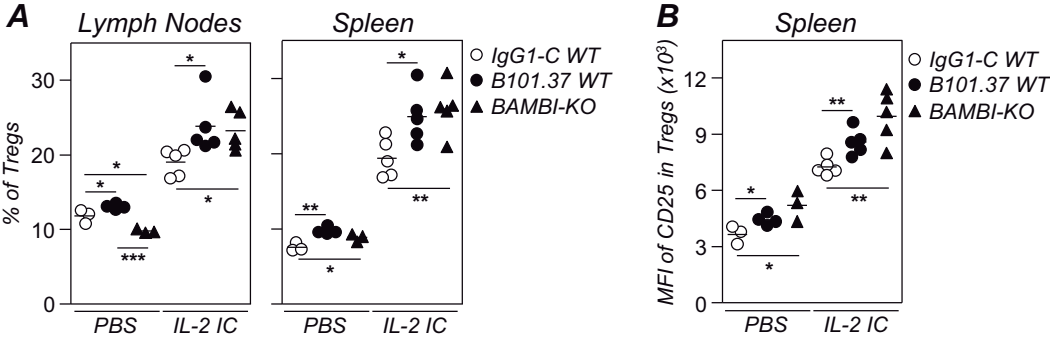 A
Lymph Nodes
Spleen
% of Tregs
30
20
10
0
*
*
*
***
*
**
*
*
**
PBS
IL-2 IC
PBS
IL-2 IC
IgG1-C WT
B101.37 WT
BAMBI-KO
B
Spleen
MFI of CD25 in Tregs (x10³)
12
9
6
3
0
**
*
**
*
PBS
IL-2 IC
IgG1-C WT
B101.37 WT
BAMBI-KO